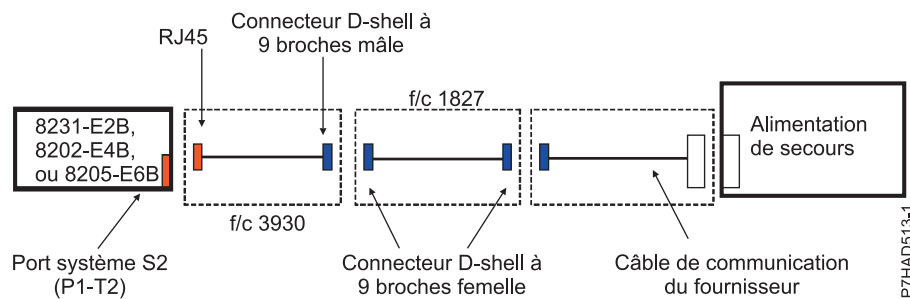 Connecteur D-shell à
9 broches mâle
RJ45
f/c 1827
8231-E2B,
8202-E4B,
ou 8205-E6B
Alimentation
de secours
f/c 3930
Port système S2
(P1-T2)
Connecteur D-shell à
9 broches femelle
Câble de communication
du fournisseur
P7HAD513-1